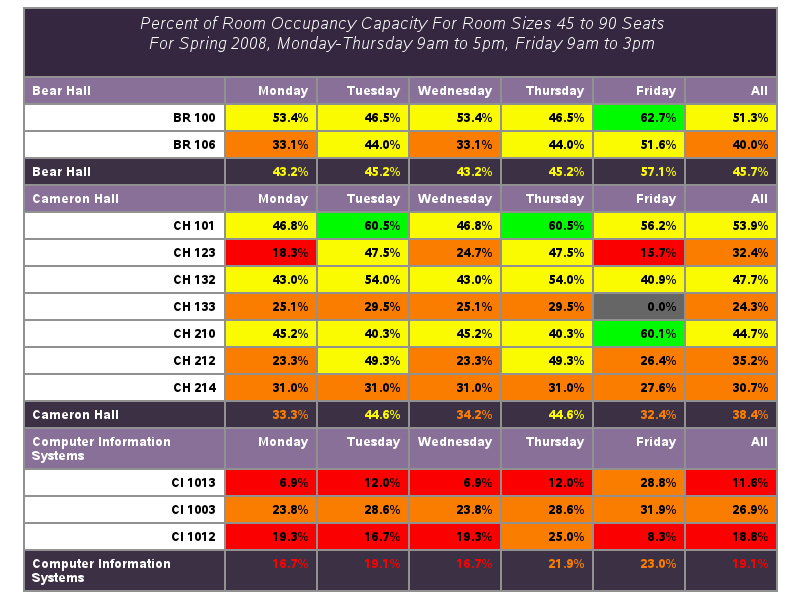 Percent of Room Occupancy Capacity For Room Sizes 45 to 90 Seats
For Spring 2008, Monday-Thursday 9am to 5pm, Friday 9am to 3pm
Bear Hall Monday Tuesday Wednesday Thursday Friday All
BR 100 53.4% 46.5% 53.4% 46.5% 62.7% 51.3%
BR 106 33.1% 44.0% 33.1% 44.0% 51.6% 40.0%
Bear Hall 43.2% 45.2% 43.2% 45.2% 57.1% 45.7%
Cameron Hall Monday Tuesday Wednesday Thursday Friday All
CH 101 46.8% 60.5% 46.8% 60.5% 56.2% 53.9%
CH 123 18.3% 47.5% 24.7% 47.5% 15.7% 32.4%
CH 132 43.0% 54.0% 43.0% 54.0% 40.9% 47.7%
CH 133 25.1% 29.5% 25.1% 29.5% 0.0% 24.3%
CH 210 45.2% 40.3% 45.2% 40.3% 60.1% 44.7%
CH 212 23.3% 49.3% 23.3% 49.3% 26.4% 35.2%
CH 214 31.0% 31.0% 31.0% 31.0% 27.6% 30.7%
Cameron Hall 33.3% 44.6% 34.2% 44.6% 32.4% 38.4%
Computer Information Monday Tuesday Wednesday Thursday Friday All
Systems
CI 1013 6.9% 12.0% 6.9% 12.0% 28.8% 11.6%
CI 1003 23.8% 28.6% 23.8% 28.6% 31.9% 26.9%
CI 1012 19.3% 16.7% 19.3% 25.0% 8.3% 18.8%
Computer Information 16.7% 19.1% 16.7% 21.9% 23.0% 19.1%
Systems